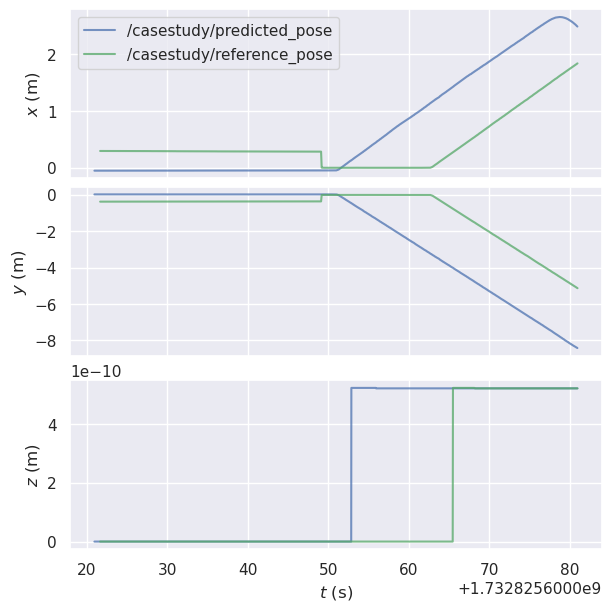 /casestudy/predicted_pose
/casestudy/reference_pose
2
1
0
x (m)
0
−2
−4
−6
−8
y (m)
1e−10
4
2
0
z (m)
20 30 40 50 60 70 80
t (s)
+1.7328256000e9